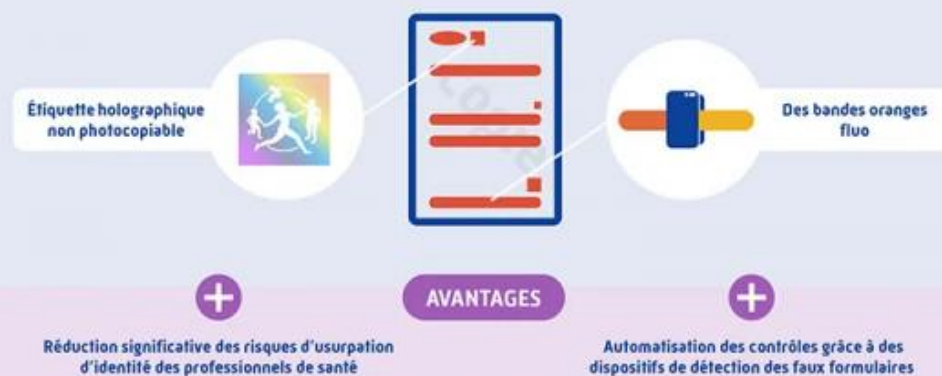 Étiquette holographique
non photocopiable
Des bandes oranges
fluo
AVANTAGES
Réduction significative des risques d'usurpation
d'identité des professionnels de santé
Automatisation des contrôles grâce à des
dispositifs de détection des faux formulaires